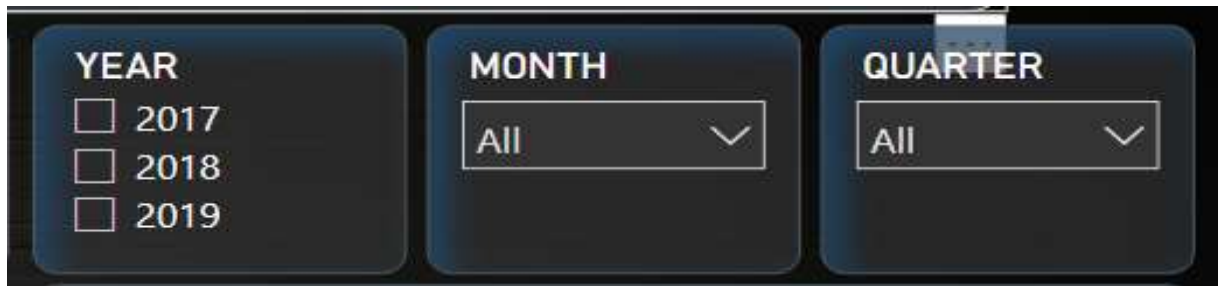 YEAR
2017
2018
2019
MONTH
All
QUARTER
All